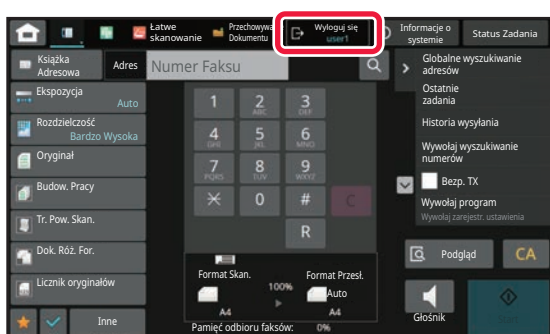 Łatwe
skanowanie
Przechowywa
Dokumentu
Wyloguj się
user1
Informacje o
systemie
Status Zadania
Książka
Adresowa
Adres
Numer Faksu
Globalne wyszukiwanie
adresów
Ostatnie
zadania
Historia wysyłania
Wywołaj wyszukiwanie
numerów
Bezp. TX
Wywołaj program
Wywołaj zarejestr. ustawienia
Ekspozycja
Auto
Rozdzielczość
Bardzo Wysoka
Oryginał
Budow. Pracy
Tr. Pow. Skan.
Dok. Róż. For.
Licznik oryginałów
Inne
1 2 3
ABC DEF
4 5 6
GHI JKL MNO
7 8 9
PQRS TUV WXYZ
0 # C
R
Format Skan.
100%
Format Przesł.
Auto
A4 A4
Pamięć odbioru faksów: 0%
Podgląd
CA
Głośnik
Start